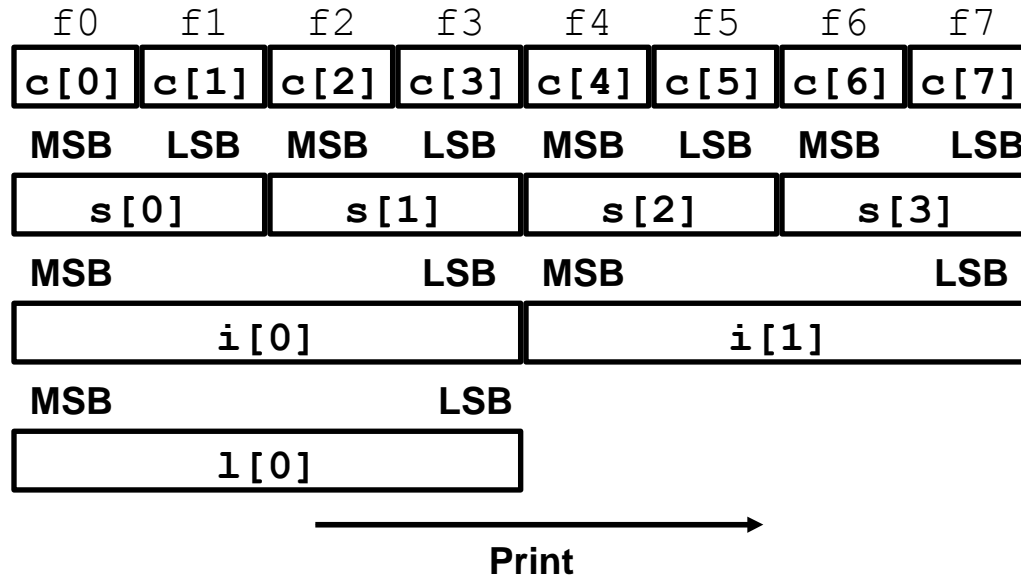 f0 f1 f2 f3 f4 f5 f6 f7
c[0] c[1] c[2] c[3] c[4] c[5] c[6] c[7]
MSB LSB MSB LSB MSB LSB MSB LSB
s[0] s[1] s[2] s[3]
MSB LSB MSB LSB
i[0] i[1]
MSB LSB
l[0]
Print